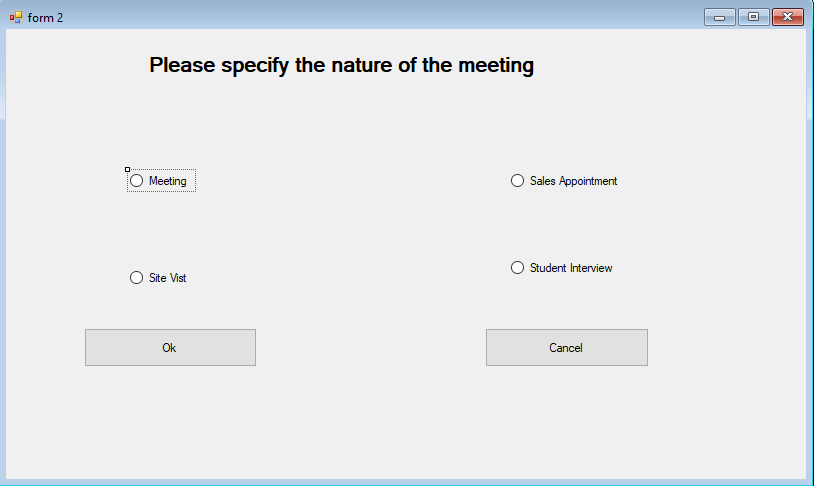 form 2
Please specify the nature of the meeting
Meeting
Sales Appointment
Site Vist
Student Interview
Ok
Cancel